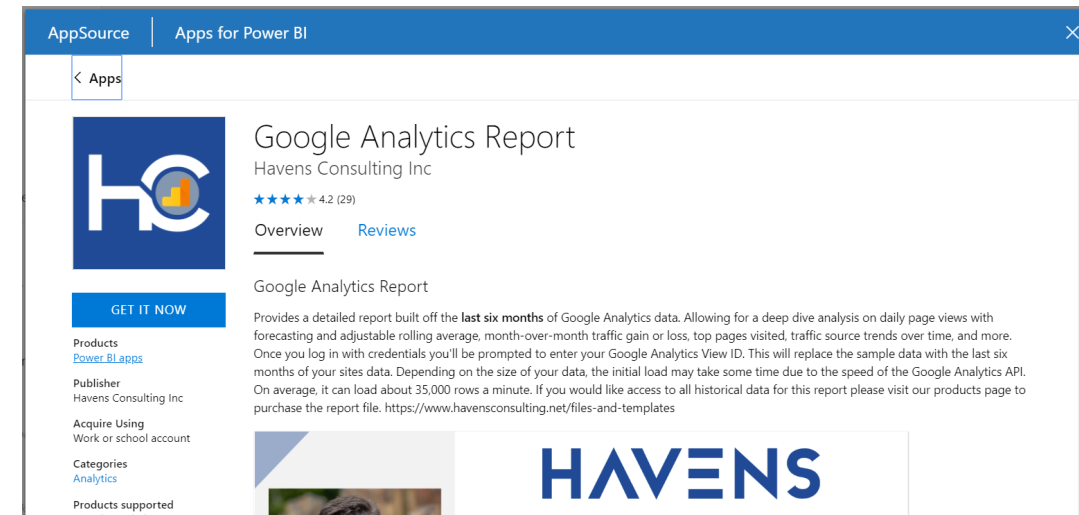 AppSource
Apps for Power BI
< Apps
HC
Google Analytics Report
Havens Consulting Inc
4.2 (29)
Overview
Reviews
GET IT NOW
Products
Power BI apps
Publisher
Havens Consulting Inc
Acquire Using
Work or school account
Categories
Analytics
Products supported
Google Analytics Report
Provides a detailed report built off the last six months of Google Analytics data. Allowing for a deep dive analysis on daily page views with
forecasting and adjustable rolling average, month-over-month traffic gain or loss, top pages visited, traffic source trends over time, and more.
Once you log in with credentials you'll be prompted to enter your Google Analytics View ID. This will replace the sample data with the last six
months of your sites data. Depending on the size of your data, the initial load may take some time due to the speed of the Google Analytics API.
On average, it can load about 35,000 rows a minute. If you would like access to all historical data for this report please visit our products page to
purchase the report file. https://www.havensconsulting.net/files-and-templates
HAVENS